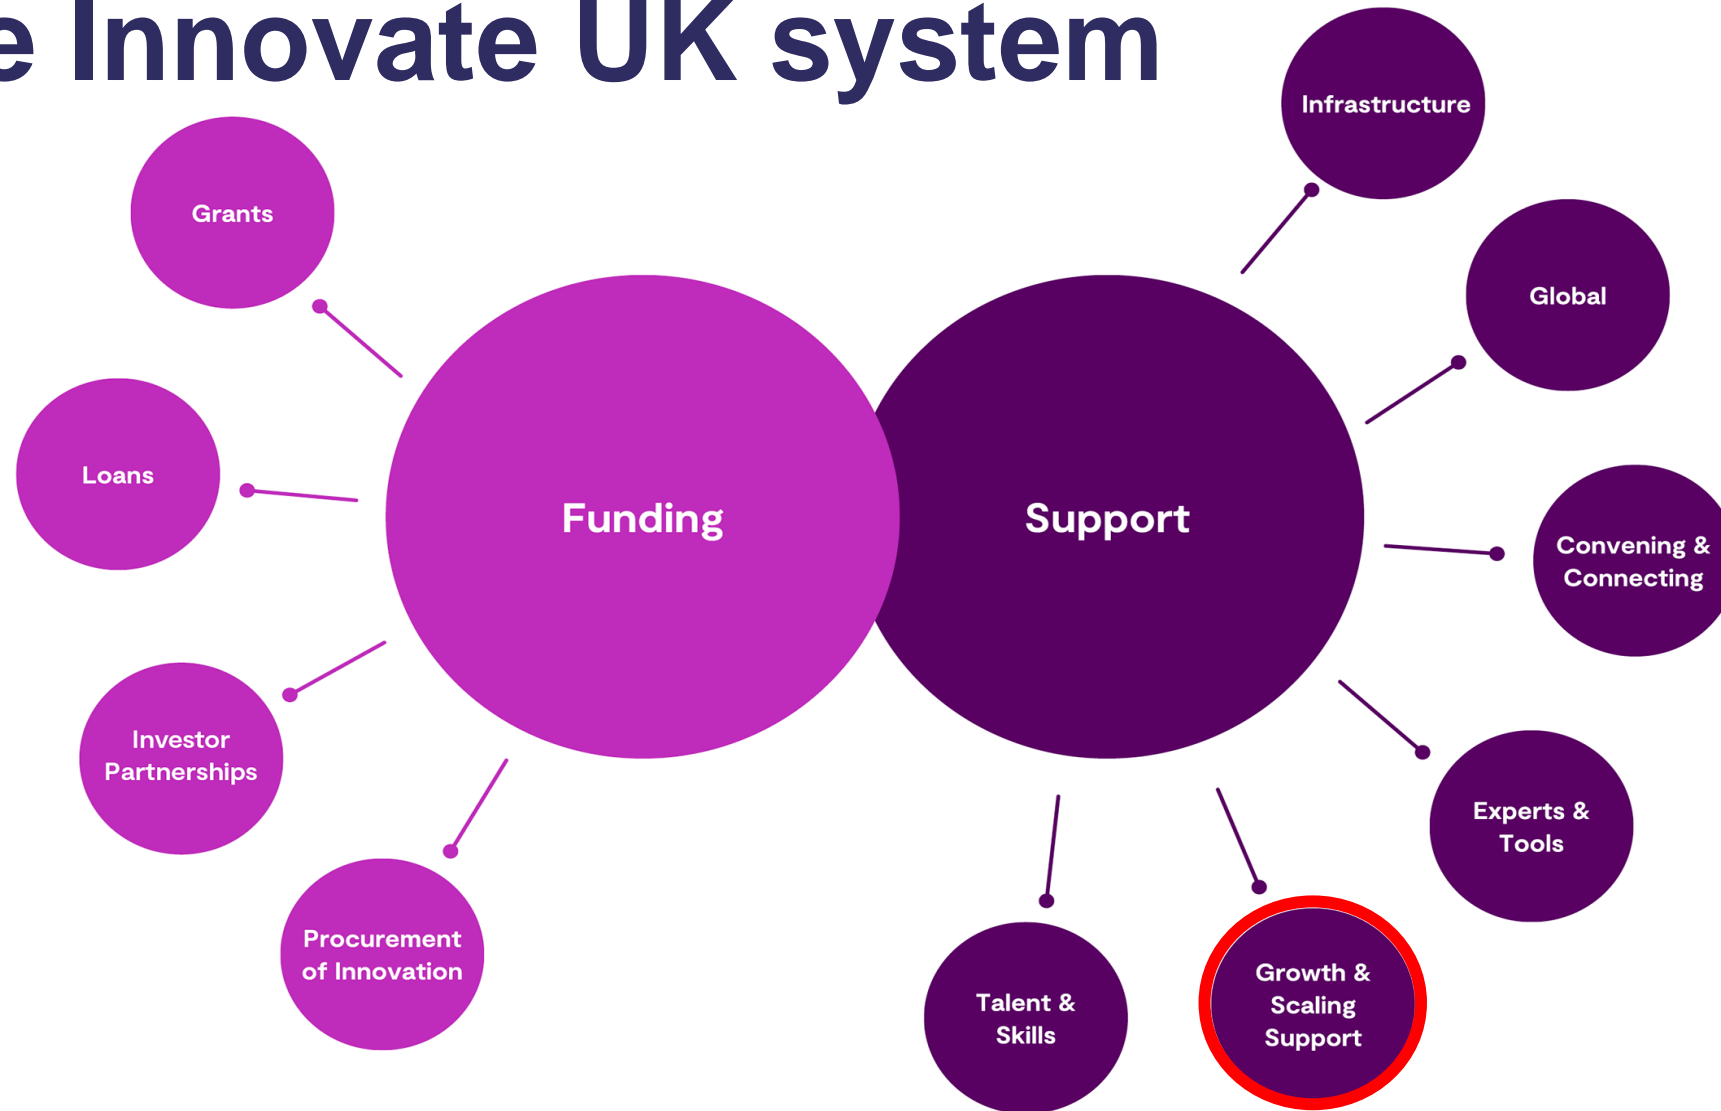 e Innovate UK system
Infrastructure
Grants
Global
Loans
Funding
Support
Convening &
Connecting
Investor
Partnerships
Experts &
Tools
Procurement
of Innovation
Talent &
Skills
Growth &
Scaling
Support